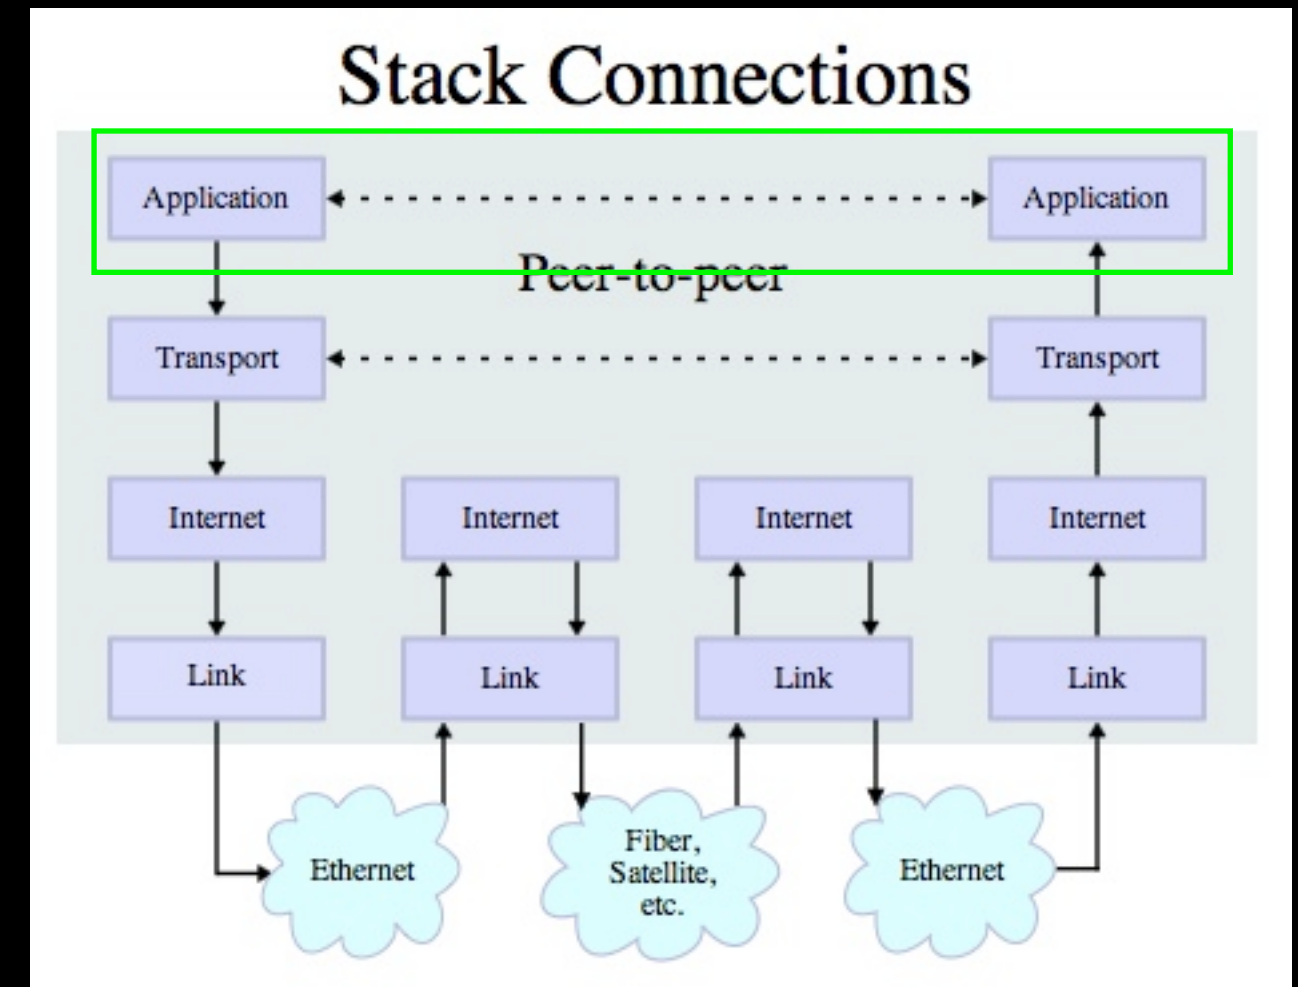 Stack Connections
Application
Application
Peer-to-peer
Transport
Transport
Internet
Internet
Internet
Internet
Link
Link
Link
Link
Ethernet
Fiber,
Satellite,
etc.
Ethernet